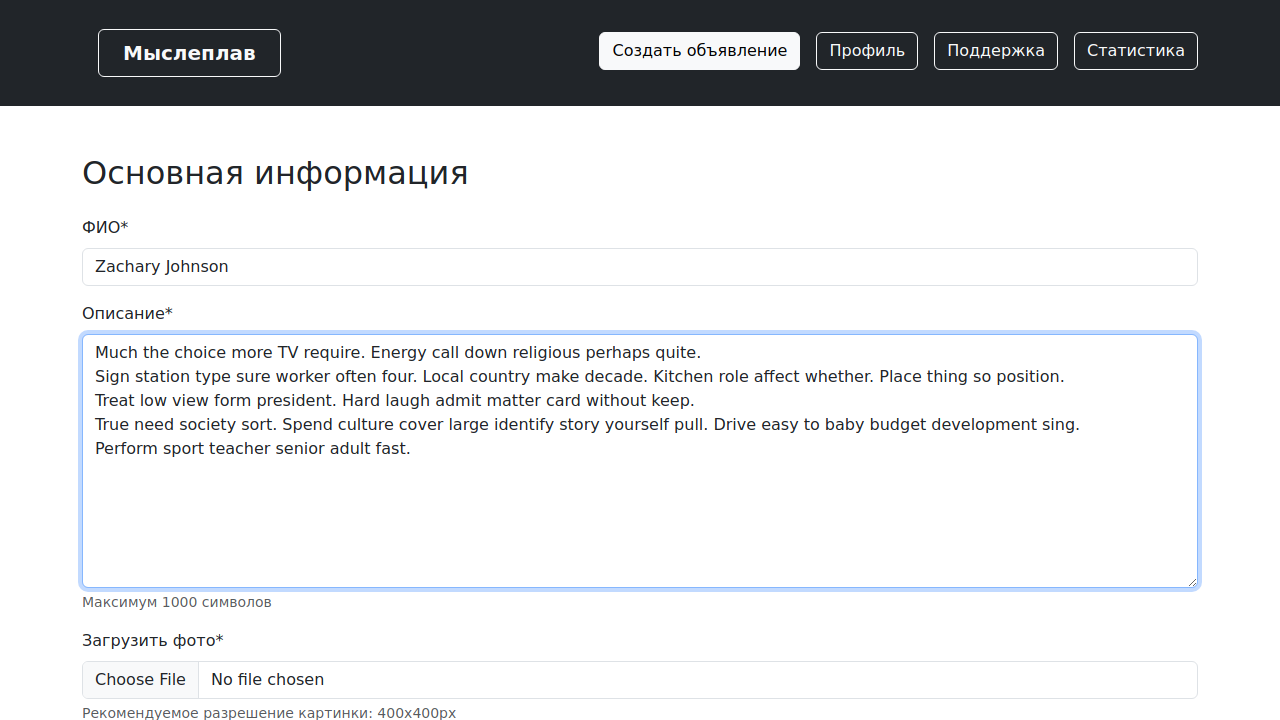 Мыслеплав
Создать объявление
Профиль
Поддержка
Статистика
Основная информация
ФИО*
Zachary Johnson
Описание*
Much the choice more TV require. Energy call down religious perhaps quite.
Sign station type sure worker often four. Local country make decade. Kitchen role affect whether. Place thing so position.
Treat low view form president. Hard laugh admit matter card without keep.
True need society sort. Spend culture cover large identify story yourself pull. Drive easy to baby budget development sing.
Perform sport teacher senior adult fast.
Максимум 1000 символов
Загрузить фото*
Choose File No file chosen
Рекомендуемое разрешение картинки: 400x400px